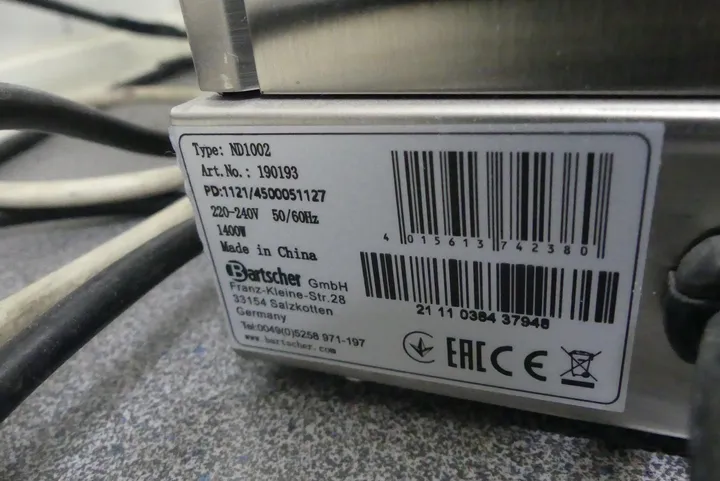 Type: ND1002
Art.No.: 190193
PD:1121/4500051127
220-240V 50/60Hz
1400W
Made in China
Bartscher GmbH
Franz-Kleine-Str.28
33154 Salzkotten
Germany
Tel:0049(0)5258 971-197
www.bartscher.com
4 015613 742380
21 11 0384 37948
EAC CE